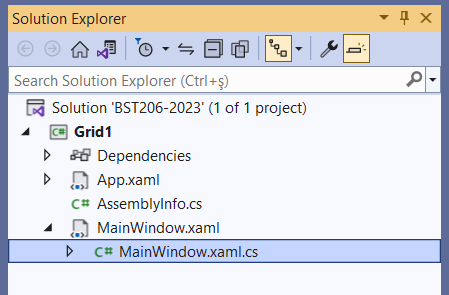 Solution Explorer
Search Solution Explorer (Ctrl+ş)
Solution 'BST206-2023' (1 of 1 project)
C# Grid1
Dependencies
App.xaml
C# AssemblyInfo.cs
MainWindow.xaml
C# MainWindow.xaml.cs